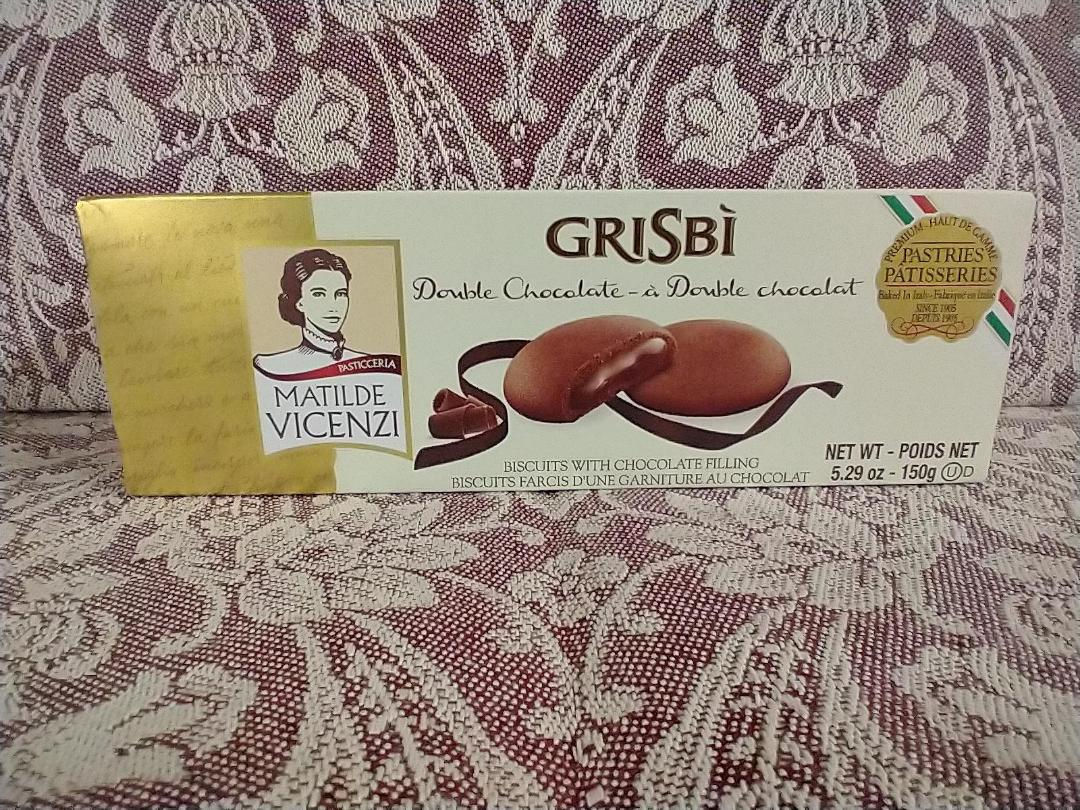 GRISBÌ
Double Chocolate - à Double chocolat
PASTICCERIA
MATILDE
VICENZI
PREMIUM - HAUT DE GAMME
PASTRIES
PÂTISSERIES
Baked In Italy - Fabriqué en Italie
SINCE 1905
DEPUIS 1905
BISCUITS WITH CHOCOLATE FILLING
BISCUITS FARCIS D'UNE GARNITURE AU CHOCOLAT
NET WT - POIDS NET
5.29 oz - 150g Ⓤ D